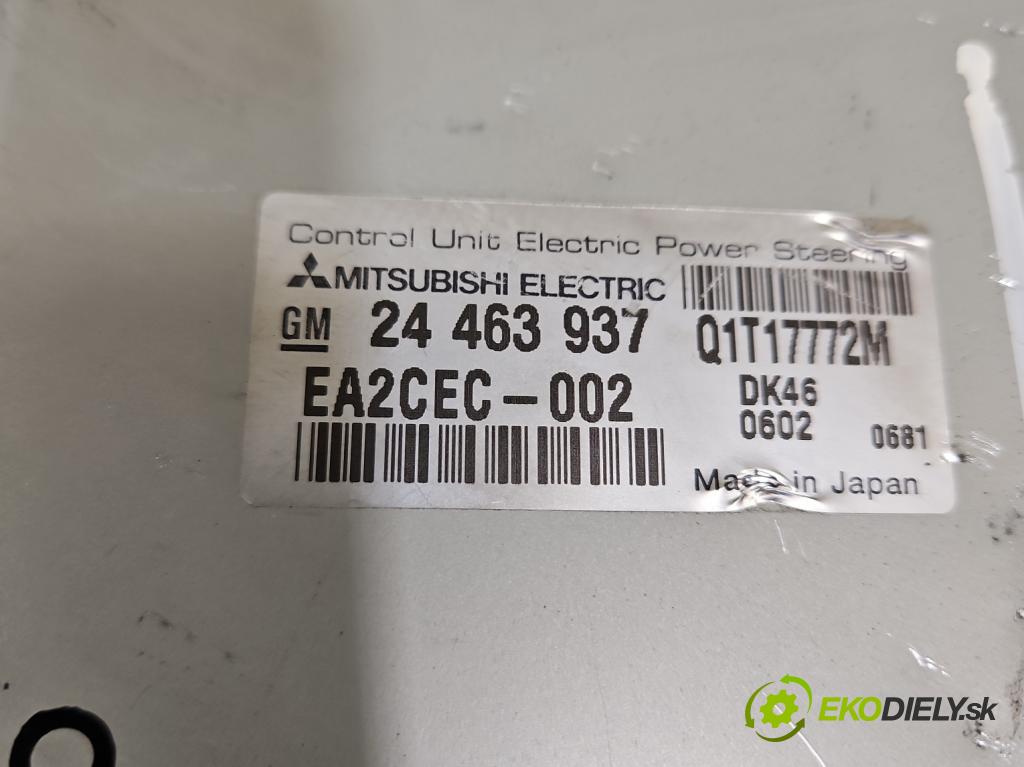 Control Unit Electric Power Steering
MITSUBISHI ELECTRIC
GM 24 463 937 Q1T17772M
EA2CEC-002 DK46
0602 0681
Made in Japan
EKODIELY.sk